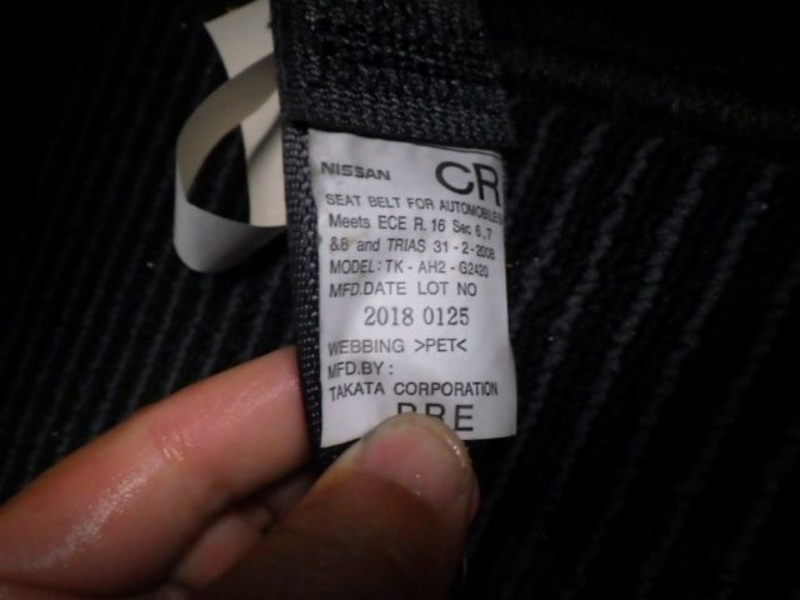 NISSAN CR
SEAT BELT FOR AUTOMOBILES
Meets ECE R. 16 Sec 6,7
&8 and TRIAS 31-2-2008
MODEL: TK-AH2-G2420
MFD.DATE LOT NO
2018 0125
WEBBING >PET<
MFD.BY:
TAKATA CORPORATION